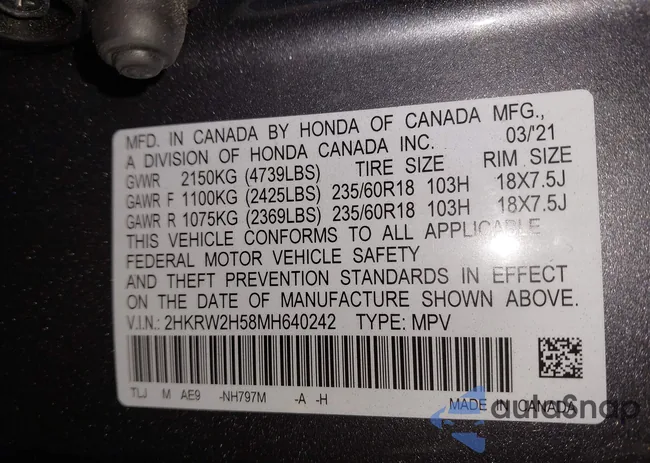 MFD. IN CANADA BY HONDA OF CANADA MFG.,
A DIVISION OF HONDA CANADA INC. 03/'21
GVWR 2150KG (4739LBS) TIRE SIZE RIM SIZE
GAWR F 1100KG (2425LBS) 235/60R18 103H 18X7.5J
GAWR R 1075KG (2369LBS) 235/60R18 103H 18X7.5J
THIS VEHICLE CONFORMS TO ALL APPLICABLE
FEDERAL MOTOR VEHICLE SAFETY
AND THEFT PREVENTION STANDARDS IN EFFECT
ON THE DATE OF MANUFACTURE SHOWN ABOVE.
V.I.N.: 2HKRW2H58MH640242 TYPE: MPV
TLJ M AE9 -NH797M -A -H
MADE IN CANADA
autoSnap